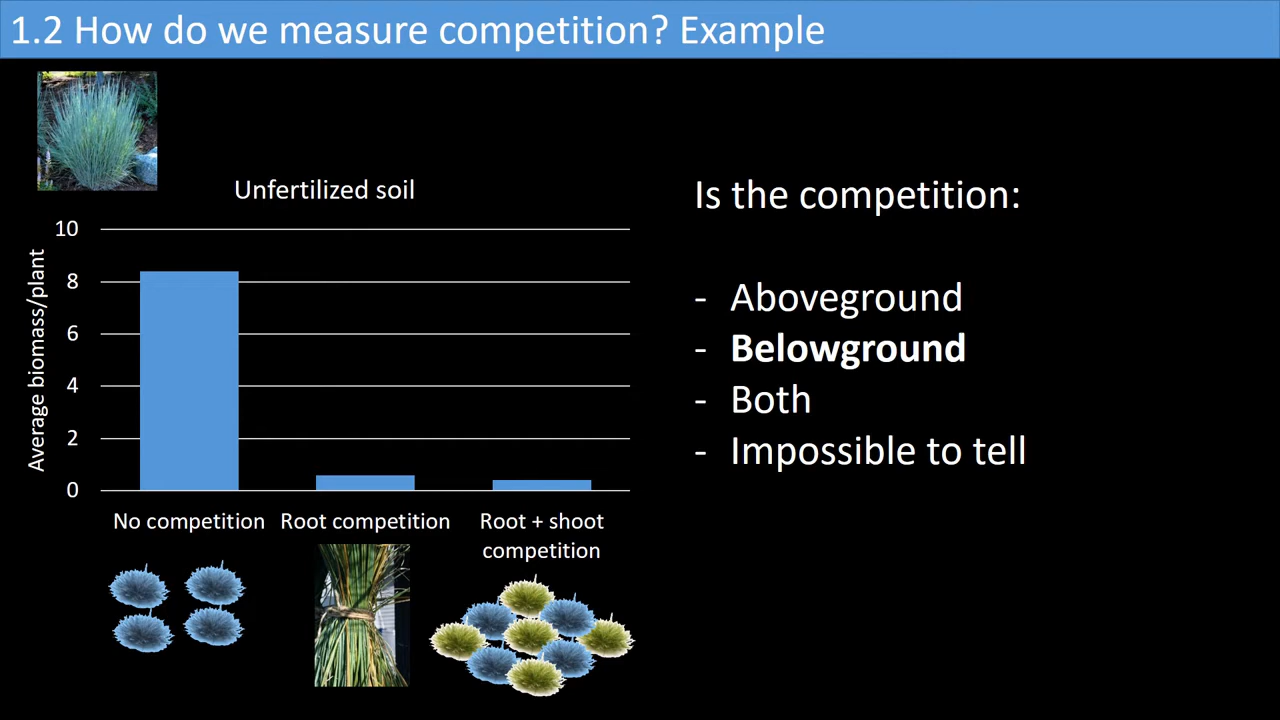 1.2 How do we measure competition? Example
Unfertilized soil
Average biomass/plant
10
8
6
4
2
0
No competition
Root competition
Root + shoot
competition
Is the competition:
- Aboveground
- Belowground
- Both
- Impossible to tell